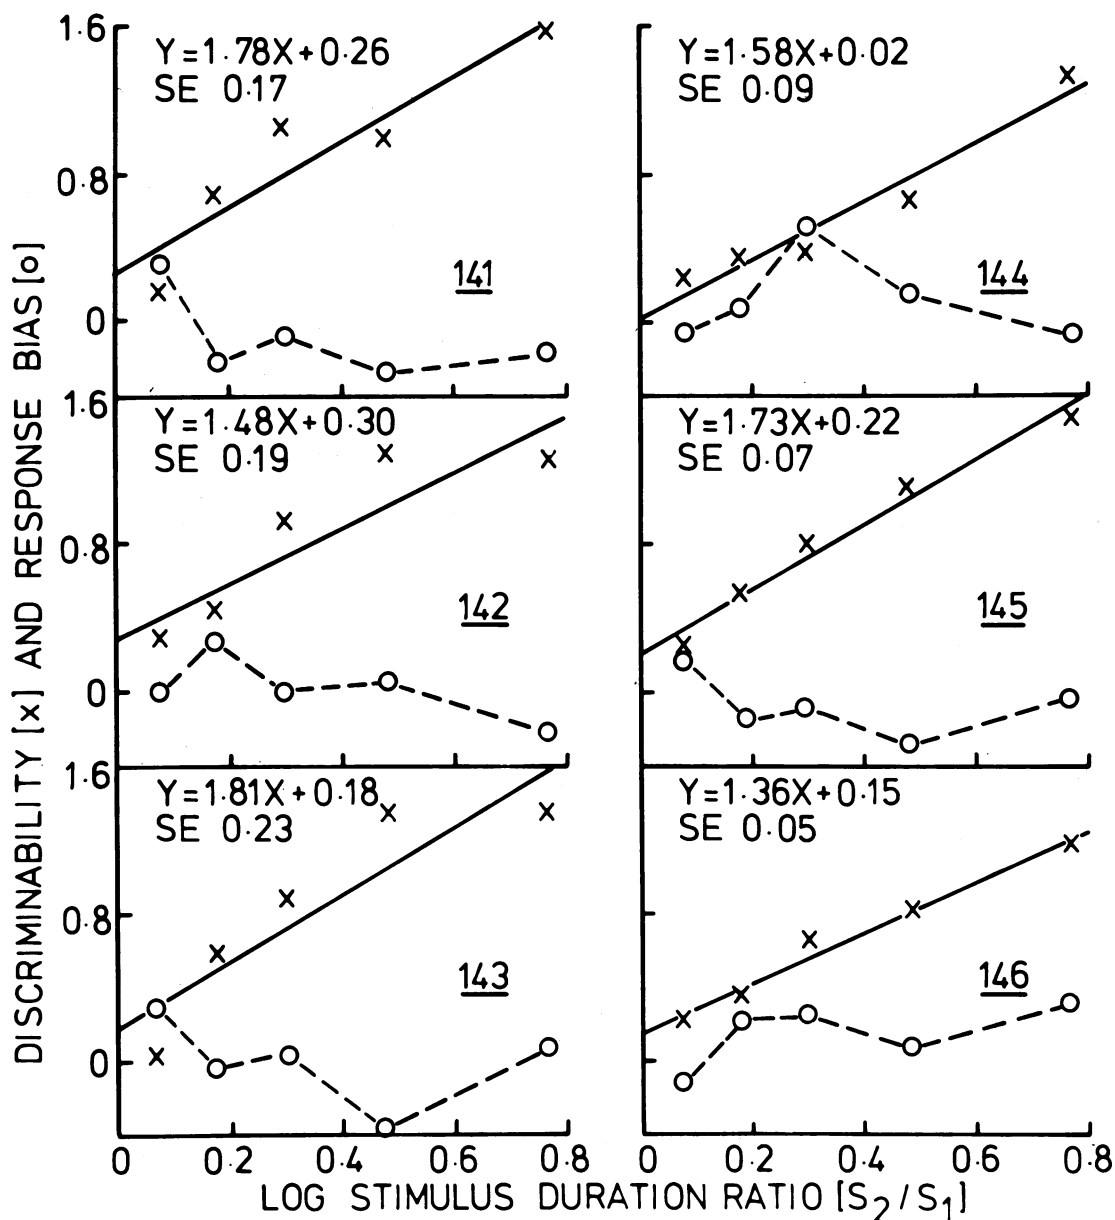 DISCRIMINABILITY [x] AND RESPONSE BIAS [o]
1.6
0.8
0
Y=1.78X+0.26
SE 0.17
141
Y=1.58X+0.02
SE 0.09
144
1.6
0.8
0
Y=1.48X+0.30
SE 0.19
142
Y=1.73X+0.22
SE 0.07
145
1.6
0.8
0
Y=1.81X+0.18
SE 0.23
143
Y=1.36X+0.15
SE 0.05
146
0 0.2 0.4 0.6 0.8
0 0.2 0.4 0.6 0.8
LOG STIMULUS DURATION RATIO [S2/S1]